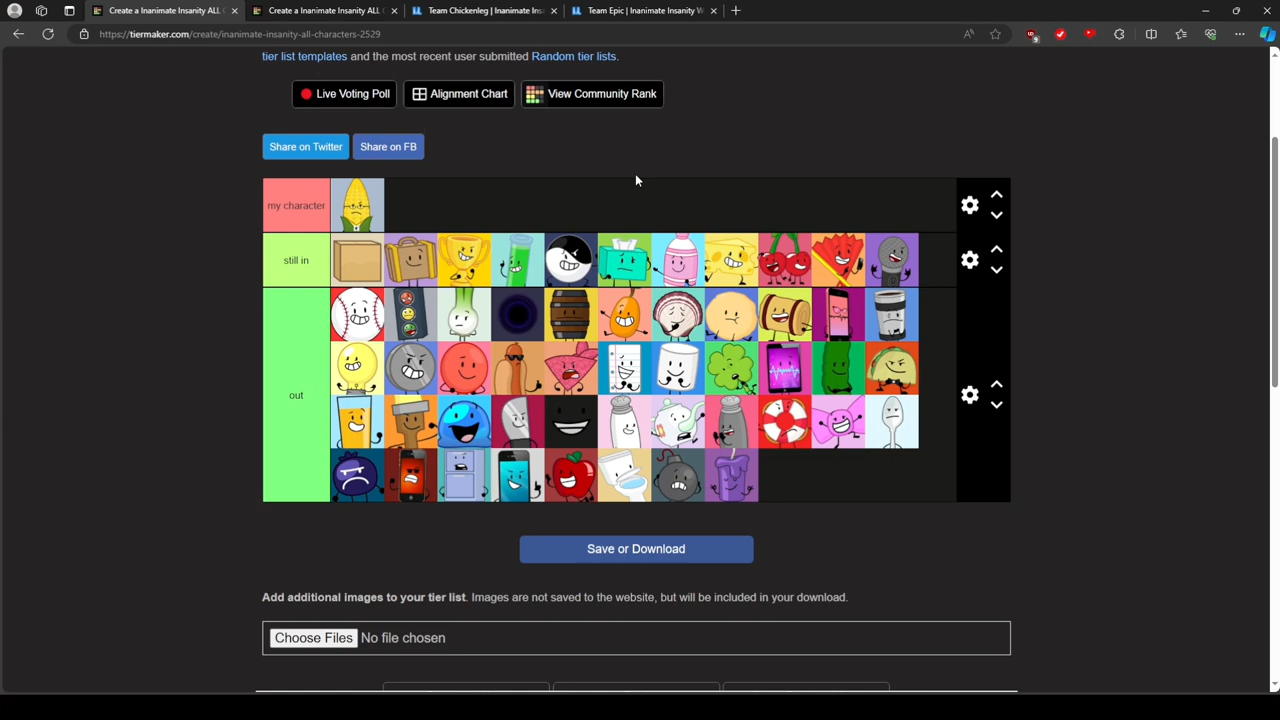 Create a Inanimate Insanity ALL C
Create a Inanimate Insanity ALL C
Team Chickenleg | Inanimate Ins
Team Epic | Inanimate Insanity W
https://tiermaker.com/create/inanimate-insanity-all-characters-2529
9
tier list templates and the most recent user submitted Random tier lists.
Live Voting Poll
Alignment Chart
View Community Rank
Share on Twitter
Share on FB
my character
still in
out
Save or Download
Add additional images to your tier list. Images are not saved to the website, but will be included in your download.
Choose Files No file chosen